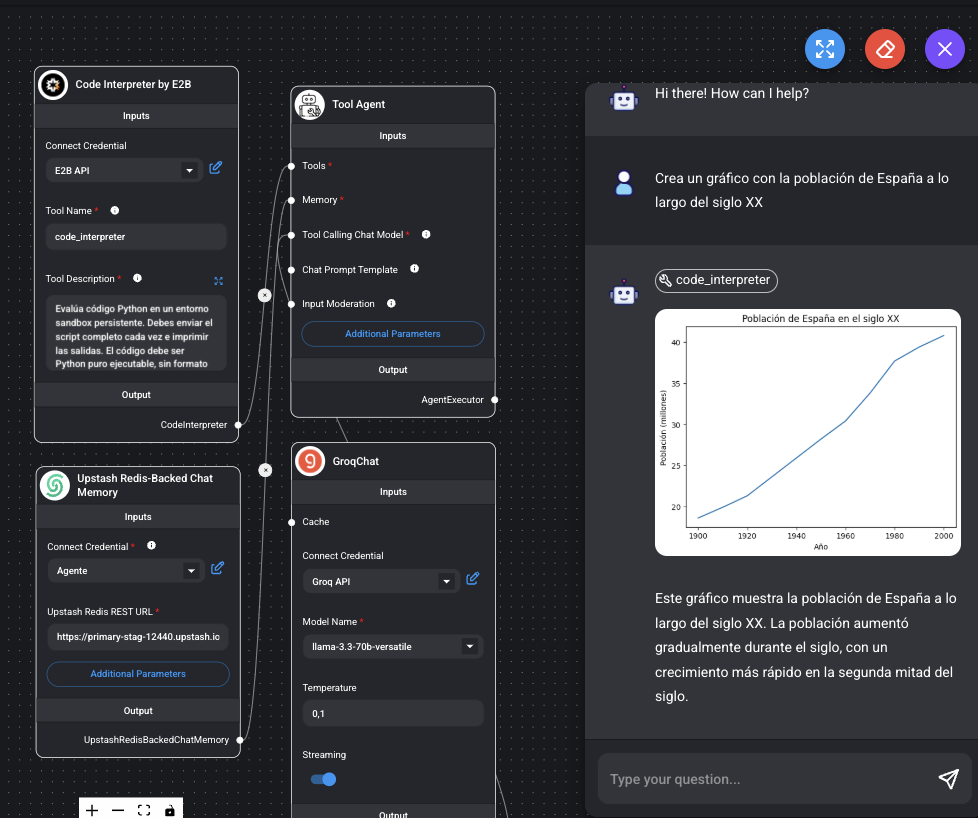 Code Interpreter by E2B
Inputs
Connect Credential
E2B API
Tool Name *
code_interpreter
Tool Description *
Evalúa código Python en un entorno
sandbox persistente. Debes enviar el
script completo cada vez e imprimir
las salidas. El código debe ser
Python puro ejecutable, sin formato
Output
CodeInterpreter
Upstash Redis-Backed Chat
Memory
Inputs
Connect Credential *
Agente
Upstash Redis REST URL *
https://primary-stag-12440.upstash.io
Additional Parameters
Output
UpstashRedisBackedChatMemory
Tool Agent
Inputs
Tools *
Memory *
Tool Calling Chat Model *
Chat Prompt Template
Input Moderation
Additional Parameters
Output
AgentExecutor
GroqChat
Inputs
Cache
Connect Credential
Groq API
Model Name *
llama-3.3-70b-versatile
Temperature
0,1
Streaming
Output
Hi there! How can I help?
Crea un gráfico con la población de España a lo
largo del siglo XX
code_interpreter
Población de España en el siglo XX
Población (millones)
40
35
30
25
20
1900 1920 1940 1960 1980 2000
Año
Este gráfico muestra la población de España a lo
largo del siglo XX. La población aumentó
gradualmente durante el siglo, con un
crecimiento más rápido en la segunda mitad del
siglo.
Type your question...